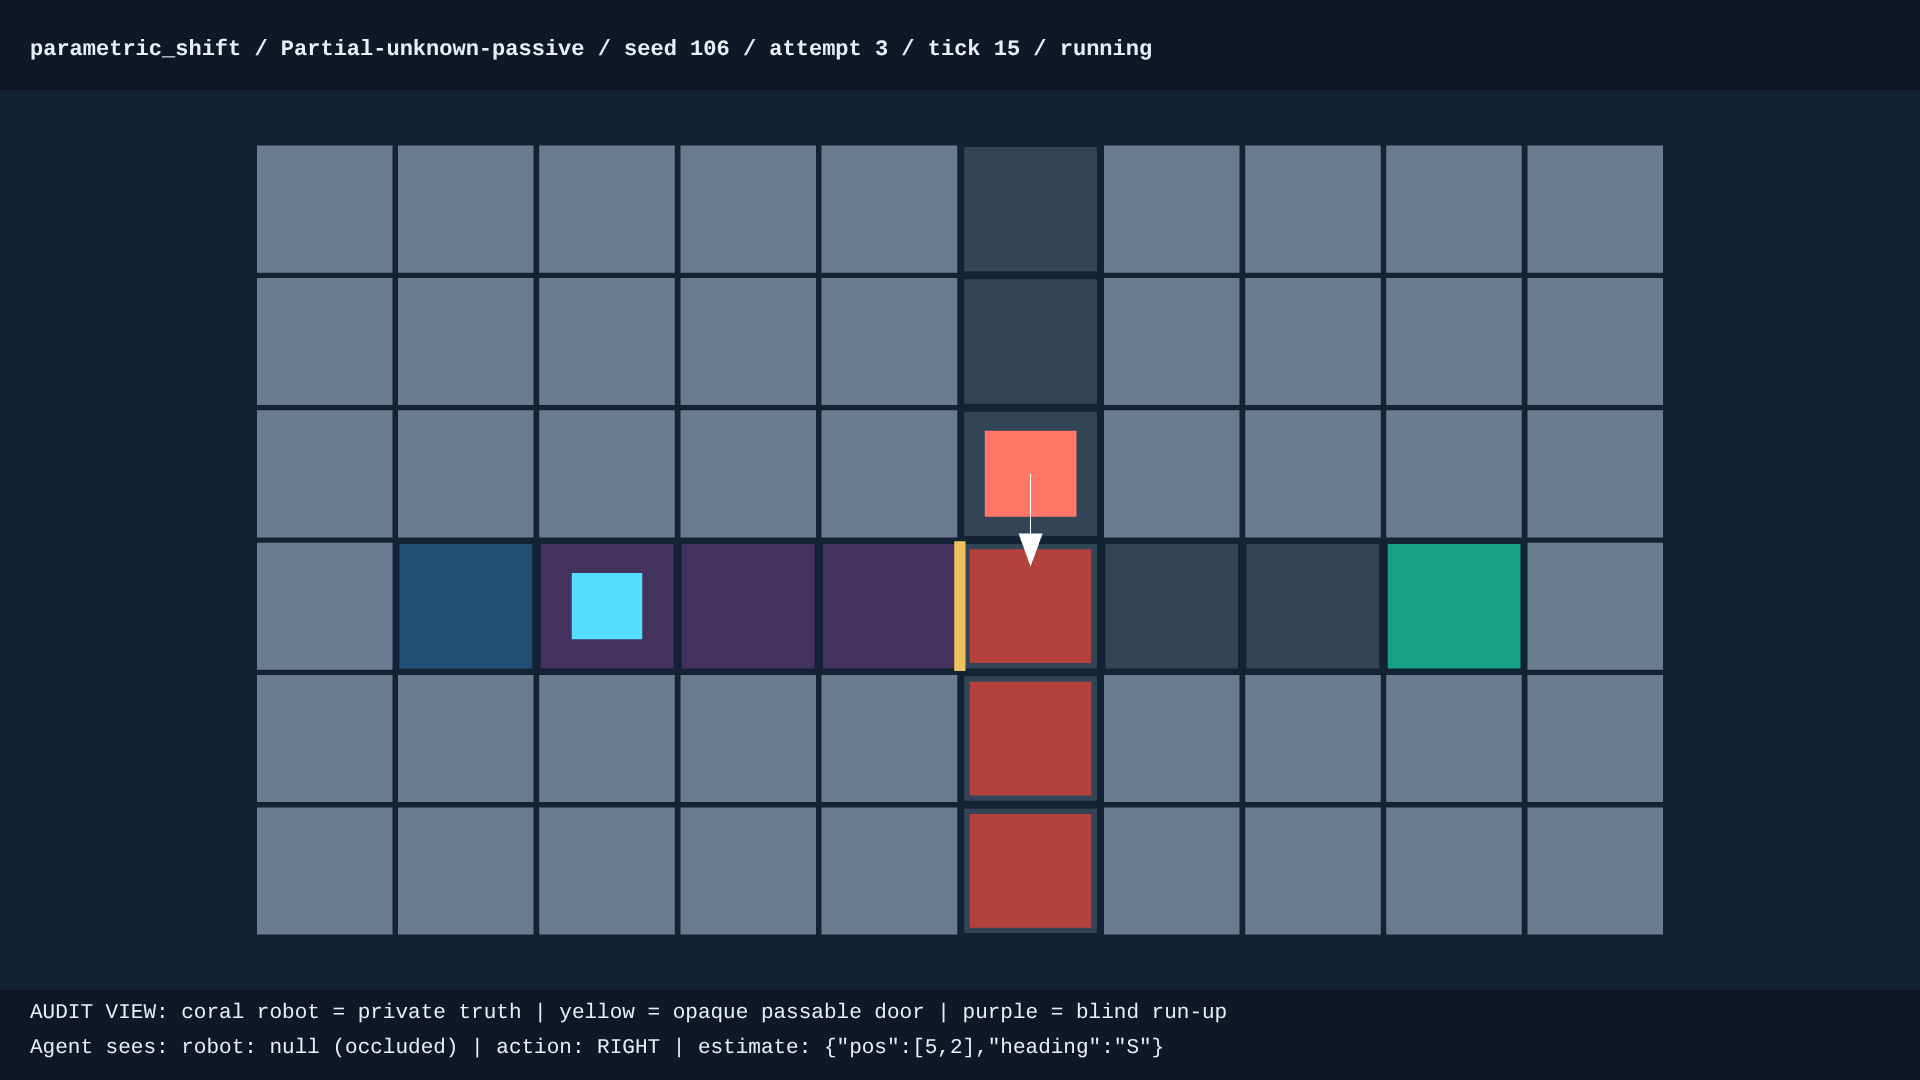 parametric_shift / Partial-unknown-passive / seed 106 / attempt 3 / tick 15 / running
AUDIT VIEW: coral robot = private truth | yellow = opaque passable door | purple = blind run-up
Agent sees: robot: null (occluded) | action: RIGHT | estimate: {"pos":[5,2],"heading":"S"}